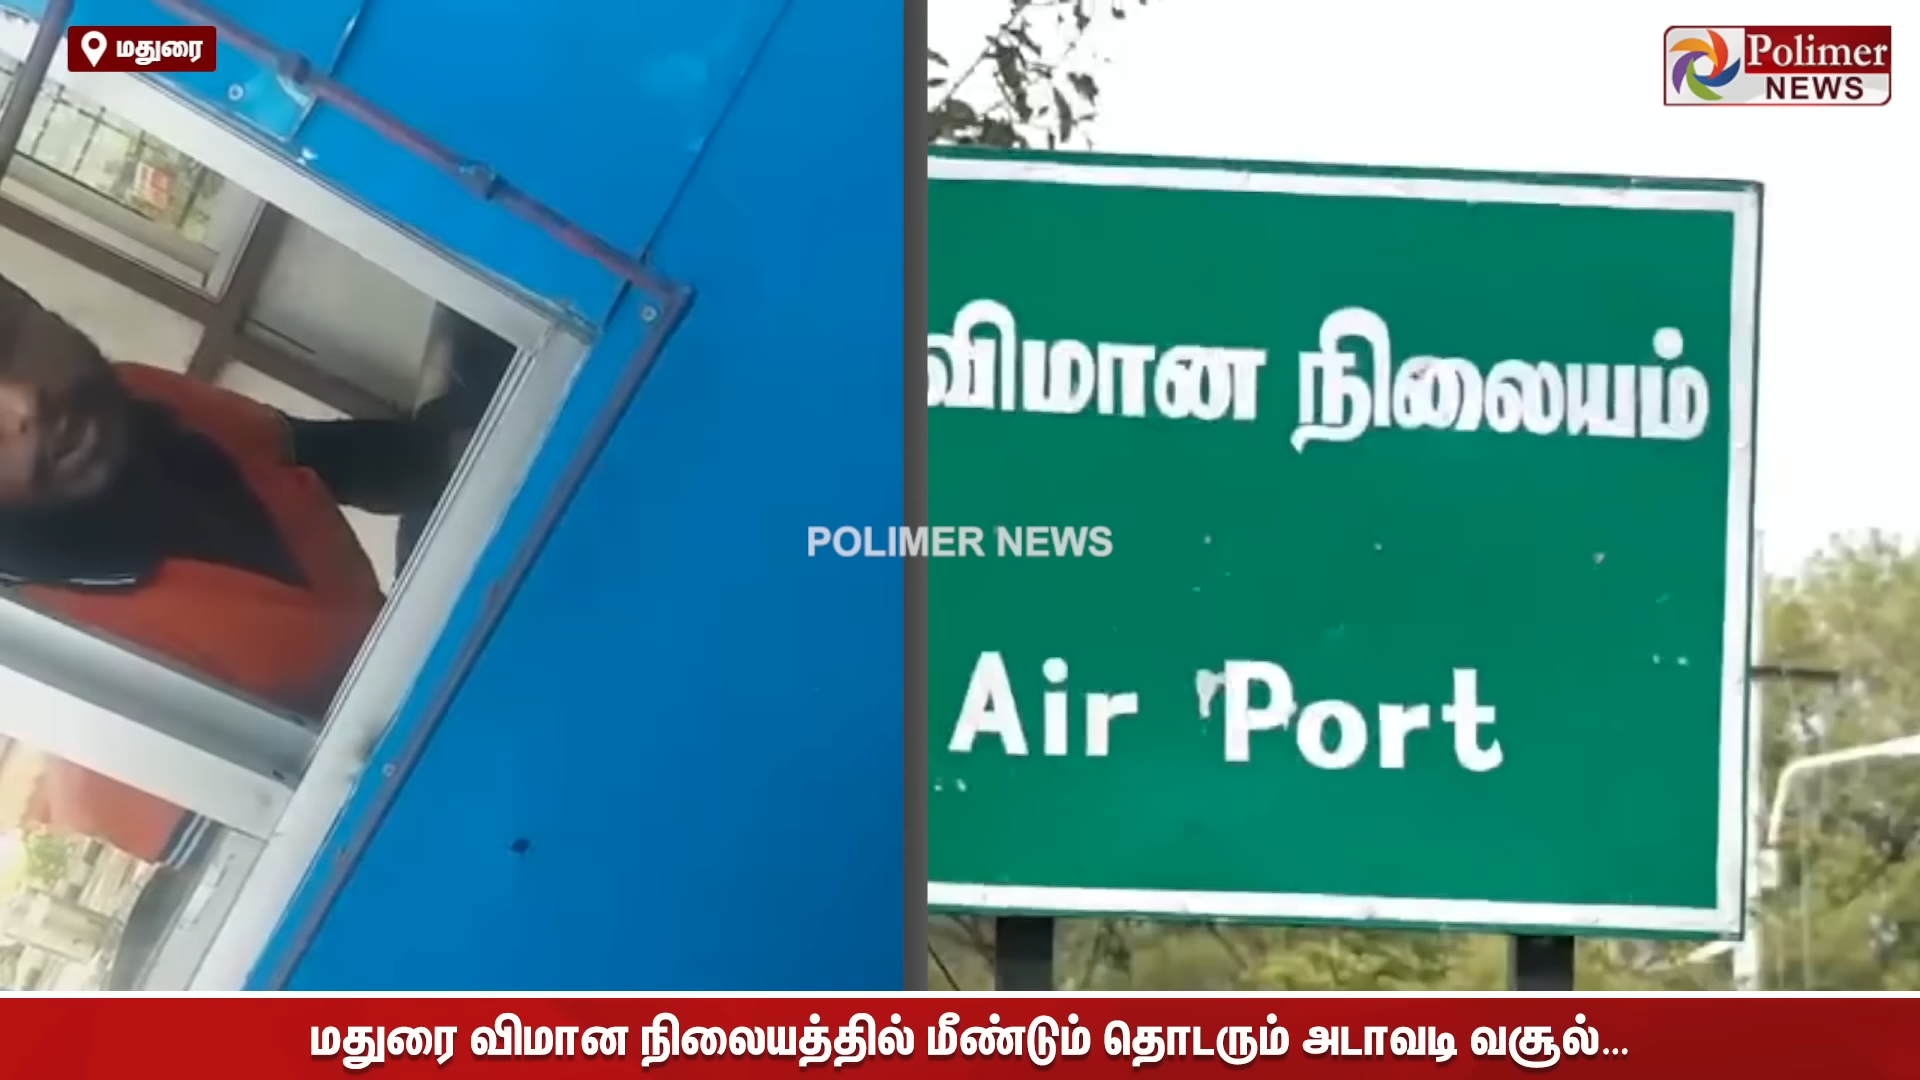 மதுரை
Polimer
NEWS
விமான நிலையம்
POLIMER NEWS
Air Port
மதுரை விமான நிலையத்தில் மீண்டும் தொடரும் அடாவடி வசூல்...